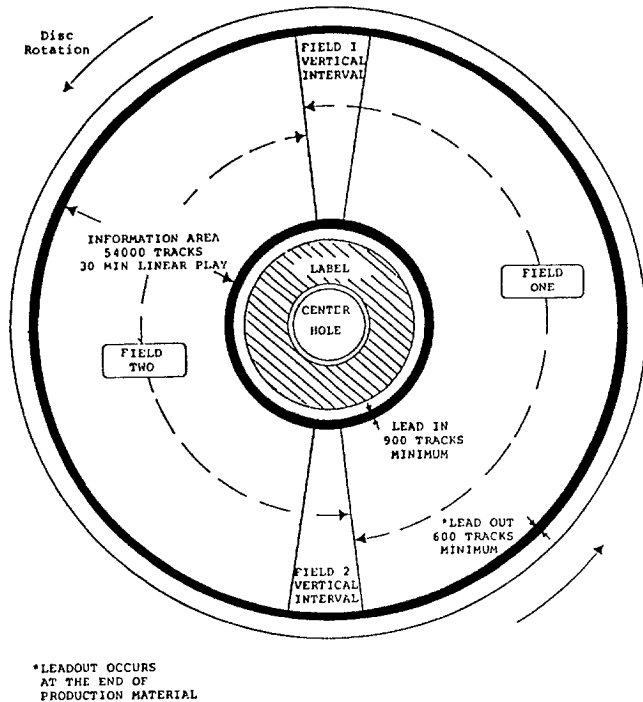 Disc
Rotation
FIELD 1
VERTICAL
INTERVAL
INFORMATION AREA
54000 TRACKS
30 MIN LINEAR PLAY
LABEL
CENTER
HOLE
FIELD
ONE
FIELD
TWO
LEAD IN
900 TRACKS
MINIMUM
*LEAD OUT
600 TRACKS
MINIMUM
FIELD 2
VERTICAL
INTERVAL
*LEADOUT OCCURS
AT THE END OF
PRODUCTION MATERIAL